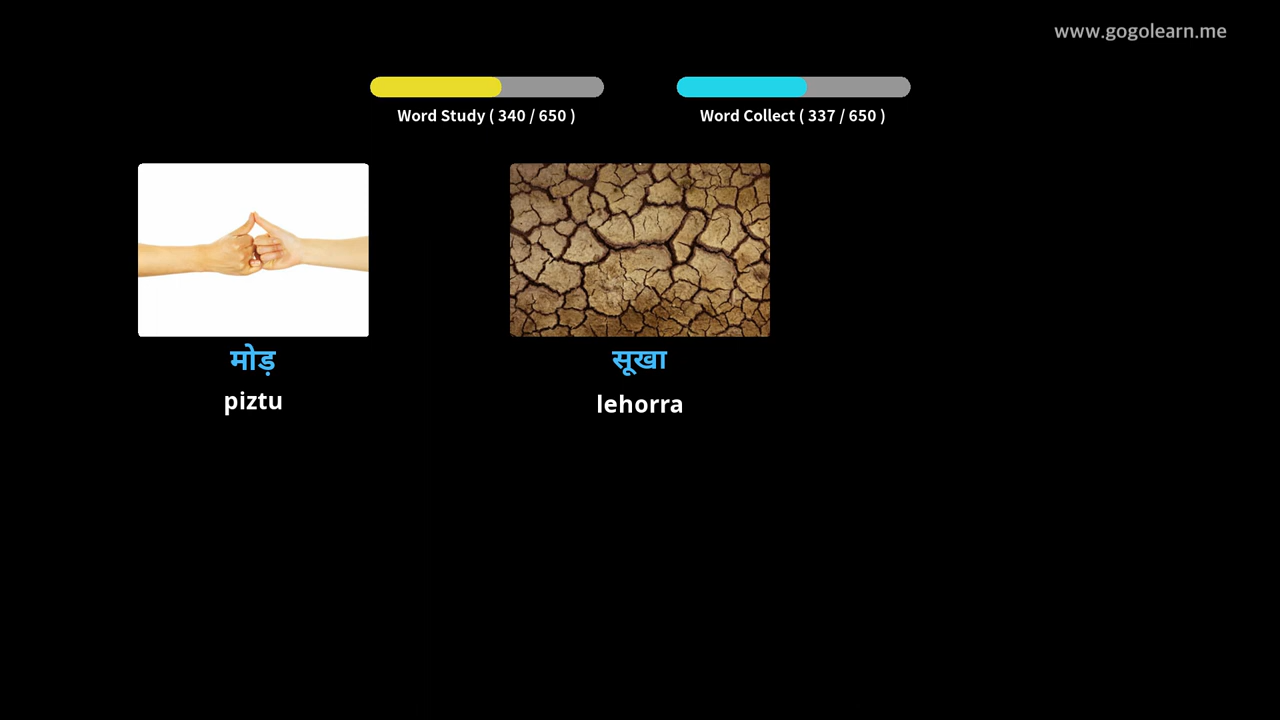 www.gogolearn.me
Word Study ( 340 / 650 )
Word Collect ( 337 / 650 )
मोड़
piztu
सूखा
lehorra